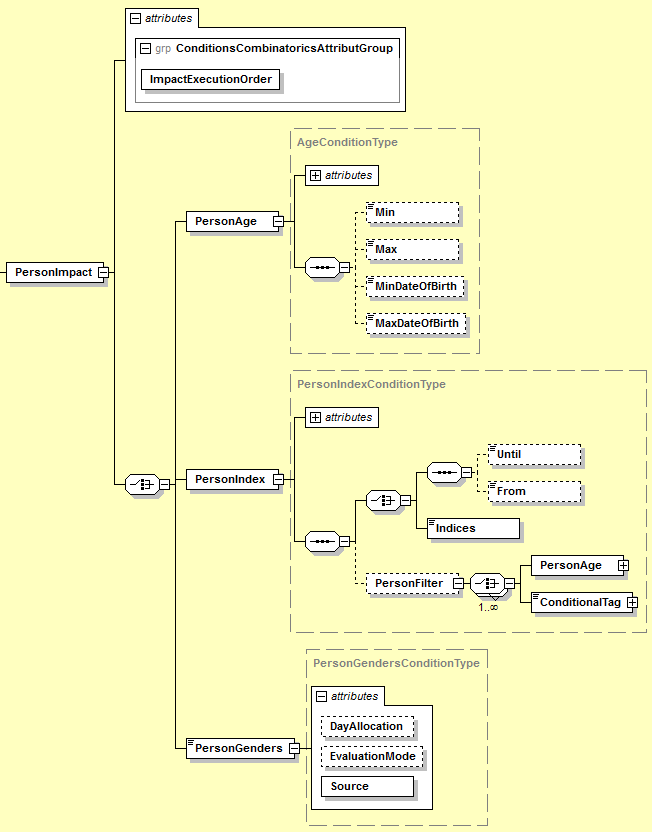 attributes
grp ConditionsCombinatoricsAttributGroup
ImpactExecutionOrder
AgeConditionType
attributes
PersonAge
Min
Max
MinDateOfBirth
MaxDateOfBirth
PersonImpact
PersonIndexConditionType
attributes
PersonIndex
Until
From
Indices
PersonFilter
PersonAge
ConditionalTag
1..∞
PersonGendersConditionType
attributes
PersonGenders
DayAllocation
EvaluationMode
Source